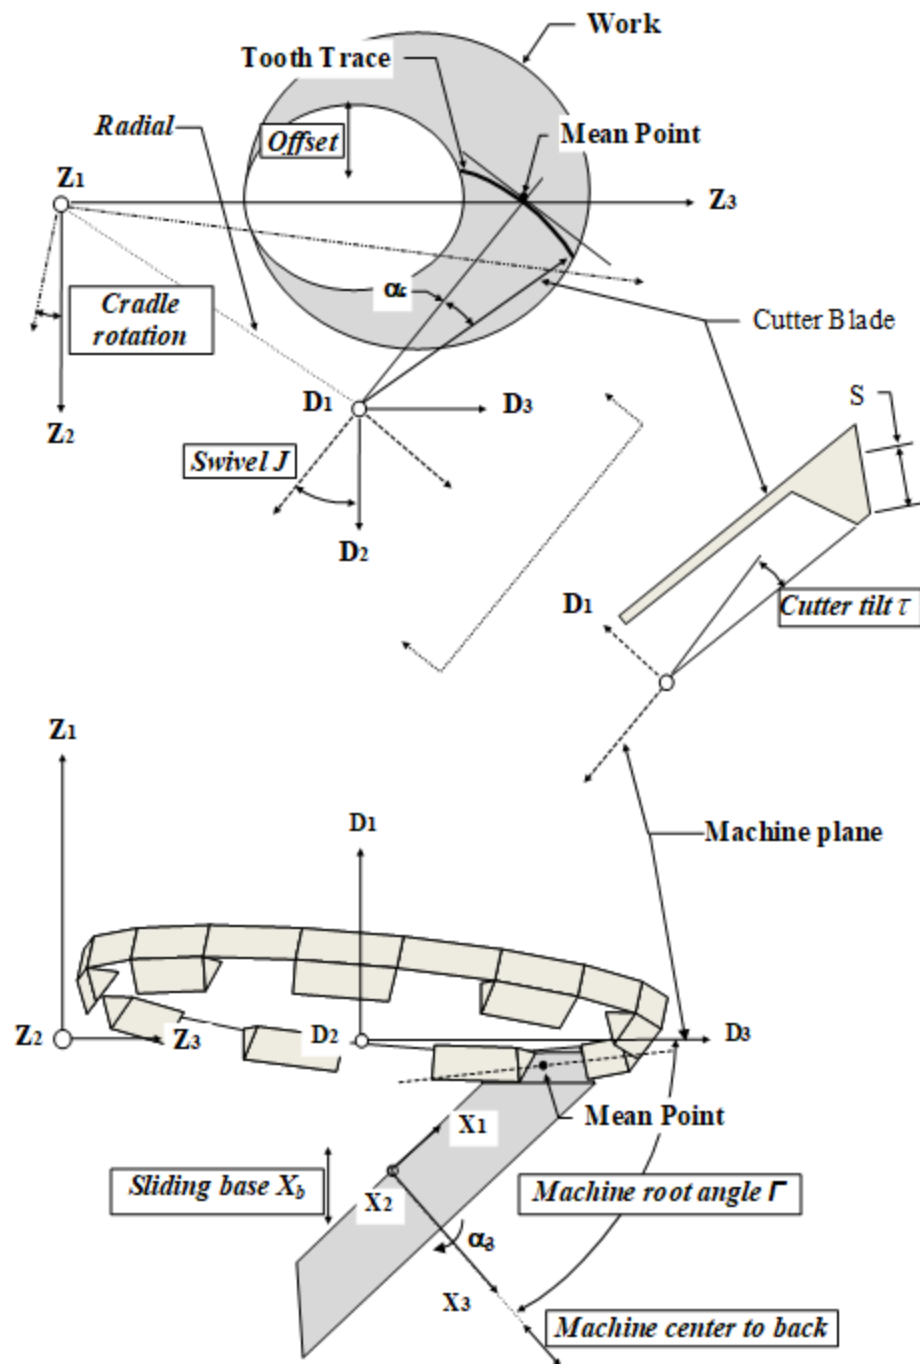 Work
Tooth Trace
Mean Point
Radial
Offset
Z1
Z3
αc
Cradle
rotation
Cutter Blade
D1
D3
Z2
S
Swivel J
D2
D1
Cutter tilt τ
Z1
D1
Machine plane
Z2
Z3
D2
D3
X1
Mean Point
Sliding base Xb
X2
Machine root angle Γ
α3
X3
Machine center to back